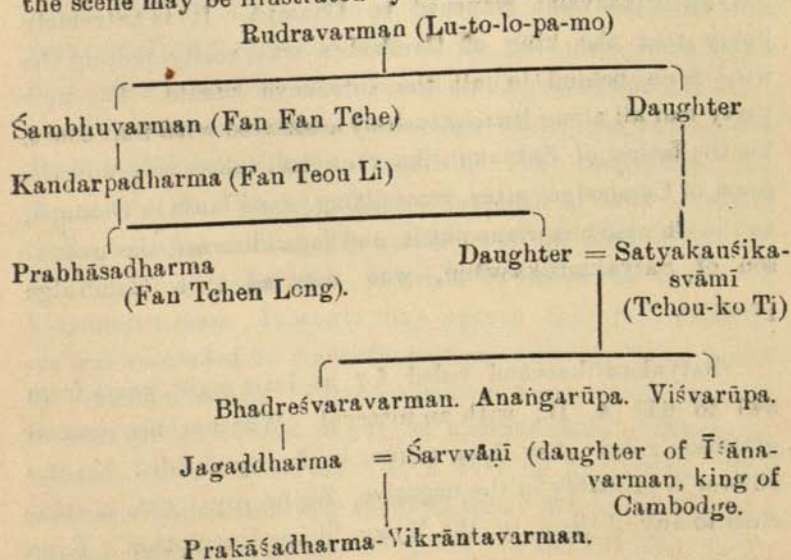 the scene may be illustrated by
Rudravarman (Lu-to-lo-pa-mo)
Śambhuvarman (Fan Fan Tche) Daughter
Kandarpadharma (Fan Teou Li)
Prabhāsadharma Daughter = Satyakauśika-
(Fan Tchen Long). svāmī
(Tchou-ko Ti)
Bhadreśvaravarman. Anaṅgarūpa. Viśvarūpa.
Jagaddharma = Śarvvāṇī (daughter of Īśāna-
varman, king of
Cambodge.
Prakāśadharma-Vikrāntavarman.